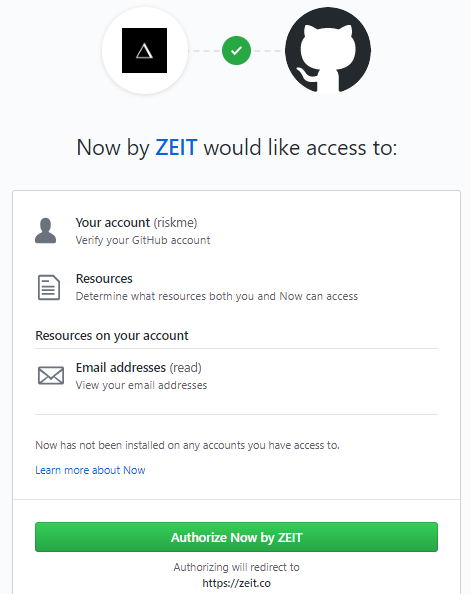 Now by ZEIT would like access to:
Your account (riskme)
Verify your GitHub account
Resources
Determine what resources both you and Now can access
Resources on your account
Email addresses (read)
View your email addresses
Now has not been installed on any accounts you have access to.
Learn more about Now
Authorize Now by ZEIT
Authorizing will redirect to
https://zeit.co